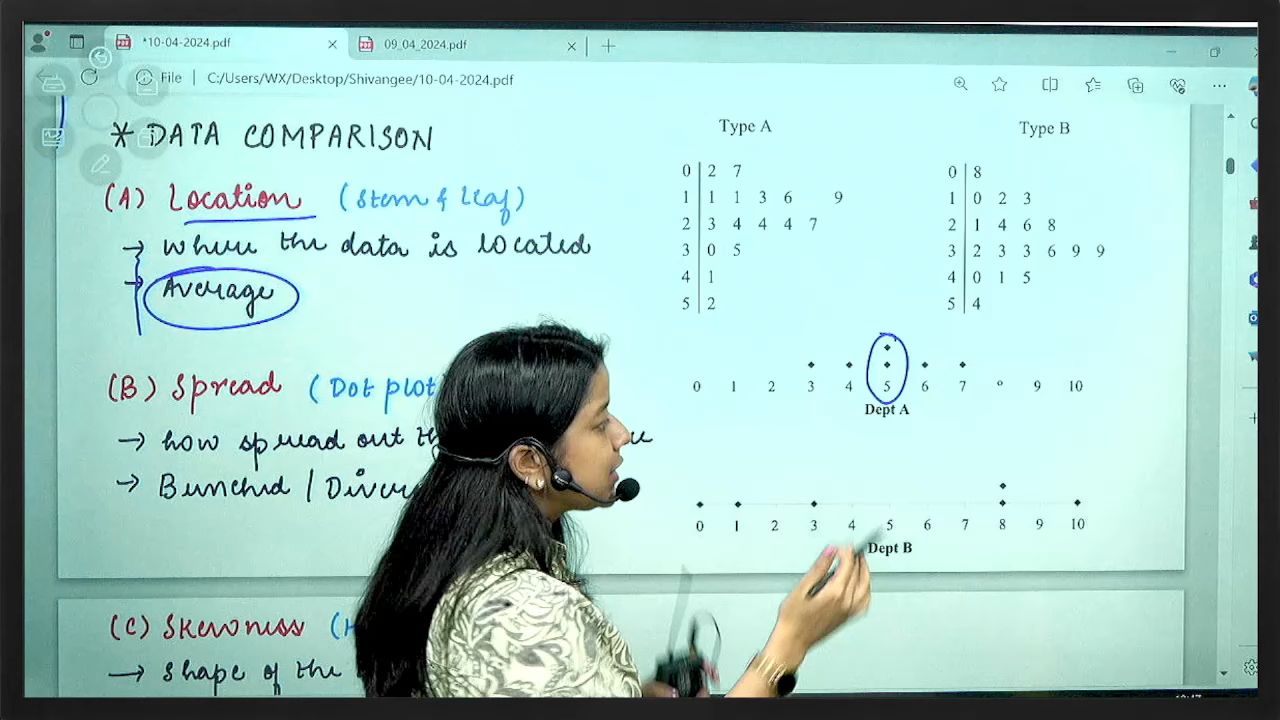 *10-04-2024.pdf
09_04_2024.pdf
File
C:/Users/WX/Desktop/Shivangee/10-04-2024.pdf
* DATA COMPARISON
(A) Location (Stem & Leaf)
→ where the data is located
→ Average
(B) Spread (Dot plot
→ how spread out
→ Bunched /
(C) Skewness (
→ shape of the
Type A
0 2 7
1 1 1 3 6 9
2 3 4 4 4 7
3 0 5
4 1
5 2
Type B
0 8
1 0 2 3
2 1 4 6 8
3 2 3 3 6 9 9
4 0 1 5
5 4
0 1 2 3 4 5 6 7 9 10
Dept A
0 1 2 3 4 5 6 7 8 9 10
Dept B